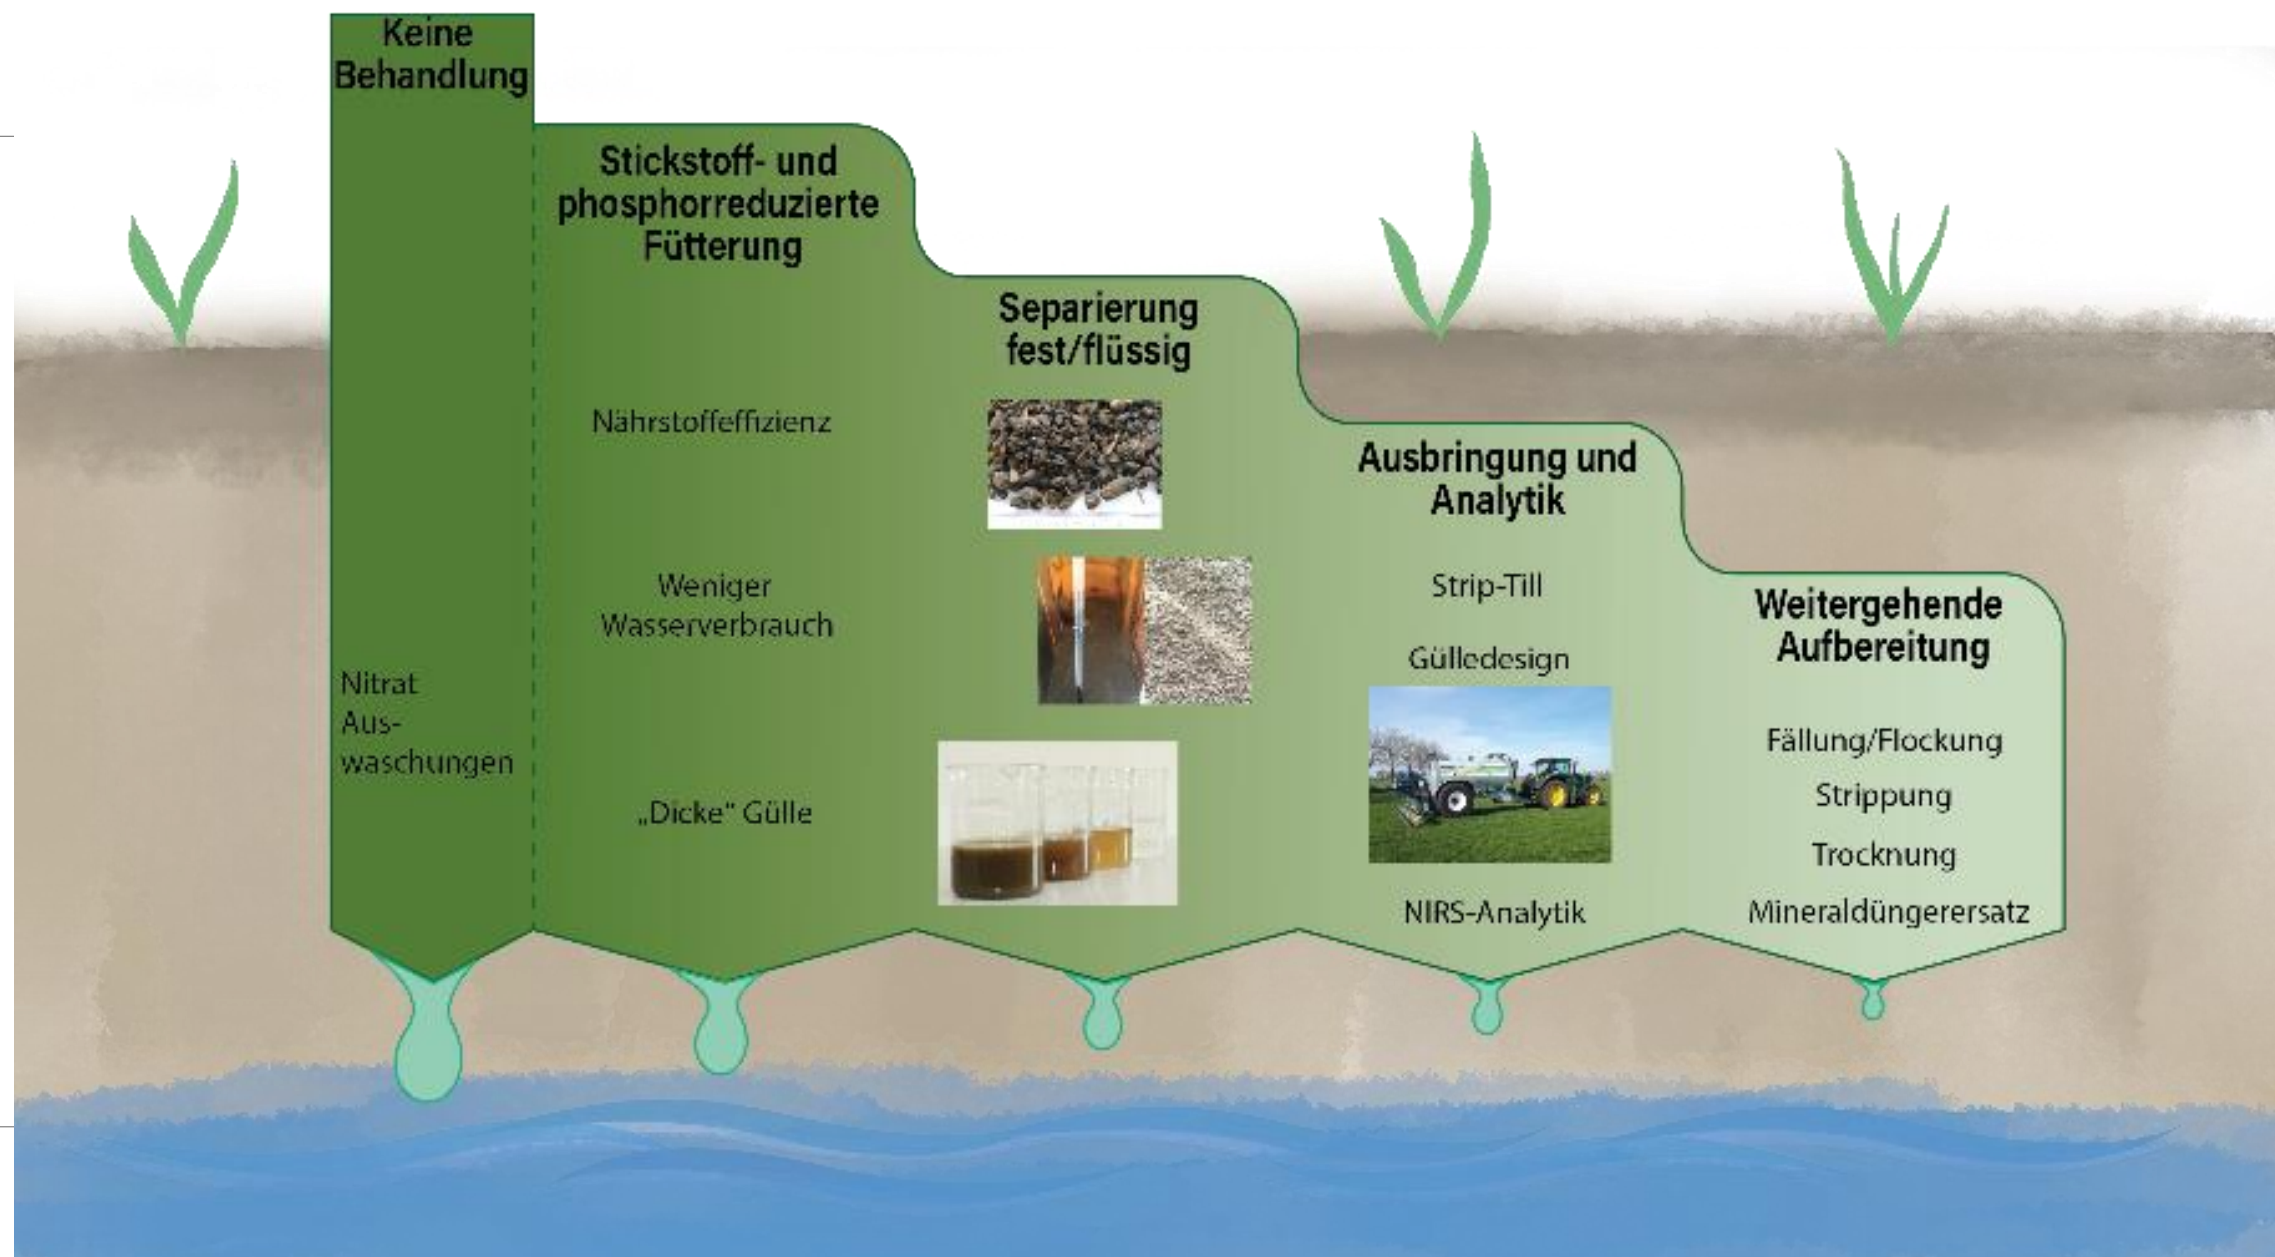 Keine
Behandlung
Nitrat
Aus-
waschungen
Stickstoff- und
phosphorreduzierte
Fütterung
Nährstoffeffizienz
Weniger
Wasserverbrauch
„Dicke“ Gülle
Separierung
fest/flüssig
Ausbringung und
Analytik
Strip-Till
Gülledesign
NIRS-Analytik
Weitergehende
Aufbereitung
Fällung/Flockung
Strippung
Trocknung
Mineraldüngerersatz